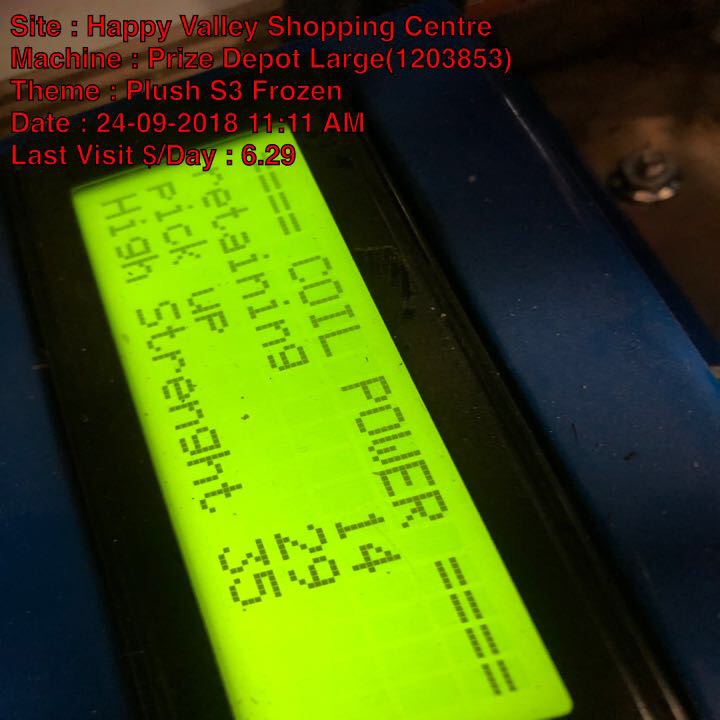 Site : Happy Valley Shopping Centre
Machine : Prize Depot Large(1203853)
Theme : Plush S3 Frozen
Date : 24-09-2018 11:11 AM
Last Visit $/Day : 6.29
==== COIL POWER ====
retaining 14
Pick UP 29
High Strenght 35